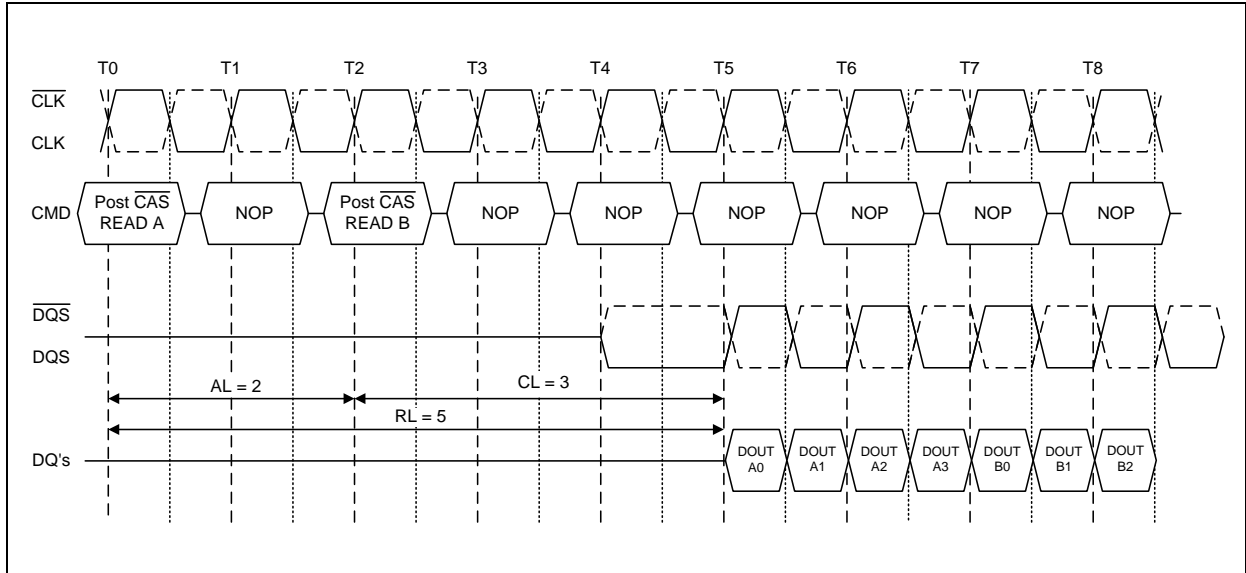 T0 T1 T2 T3 T4 T5 T6 T7 T8
CLK
CLK
CMD
Post CAS
READ A
NOP
Post CAS
READ B
NOP
NOP
NOP
NOP
NOP
NOP
DQS
DQS
AL = 2
CL = 3
RL = 5
DQ's
DOUT
A0
DOUT
A1
DOUT
A2
DOUT
A3
DOUT
B0
DOUT
B1
DOUT
B2